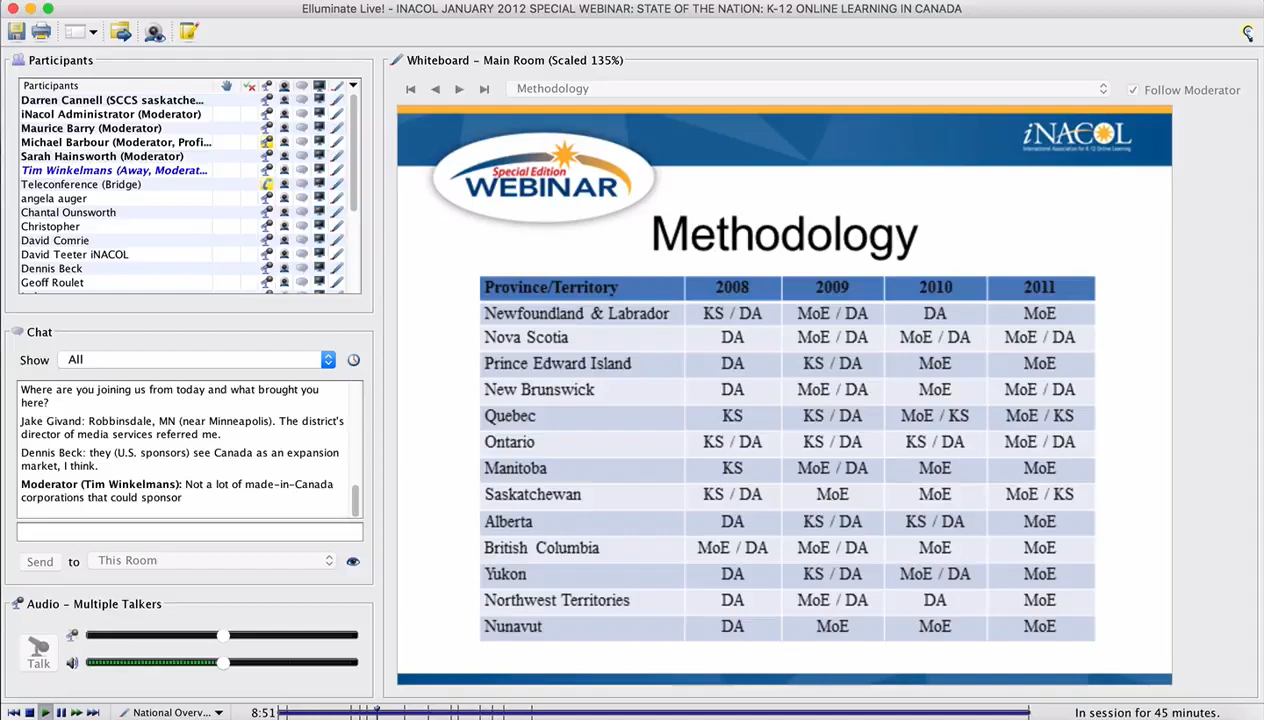 Elluminate Live! - INACOL JANUARY 2012 SPECIAL WEBINAR: STATE OF THE NATION: K-12 ONLINE LEARNING IN CANADA
Participants
Participants
Darren Cannell (SCCS saskatche...
iNacol Administrator (Moderator)
Maurice Barry (Moderator)
Michael Barbour (Moderator, Profi...
Sarah Hainsworth (Moderator)
Tim Winkelmans (Away, Moderat...
Teleconference (Bridge)
angela auger
Chantal Ounsworth
Christopher
David Comrie
David Teeter iNACOL
Dennis Beck
Geoff Roulet
Chat
Show All
Where are you joining us from today and what brought you
here?
Jake Givand: Robbinsdale, MN (near Minneapolis). The district's
director of media services referred me.
Dennis Beck: they (U.S. sponsors) see Canada as an expansion
market, I think.
Moderator (Tim Winkelmans): Not a lot of made-in-Canada
corporations that could sponsor
Send to This Room
Audio - Multiple Talkers
Talk
Whiteboard - Main Room (Scaled 135%)
Methodology Follow Moderator
iNACOL
International Association for K-12 Online Learning
Special Edition
WEBINAR
Methodology
Province/Territory 2008 2009 2010 2011
Newfoundland & Labrador KS / DA MoE / DA DA MoE
Nova Scotia DA MoE / DA MoE / DA MoE / DA
Prince Edward Island DA KS / DA MoE MoE
New Brunswick DA MoE / DA MoE MoE / DA
Quebec KS KS / DA MoE / KS MoE / KS
Ontario KS / DA KS / DA KS / DA MoE / DA
Manitoba KS MoE / DA MoE MoE
Saskatchewan KS / DA MoE MoE MoE / KS
Alberta DA KS / DA KS / DA MoE
British Columbia MoE / DA MoE / DA MoE MoE
Yukon DA KS / DA MoE / DA MoE
Northwest Territories DA MoE / DA DA MoE
Nunavut DA MoE MoE MoE
National Overv... 8:51 In session for 45 minutes.